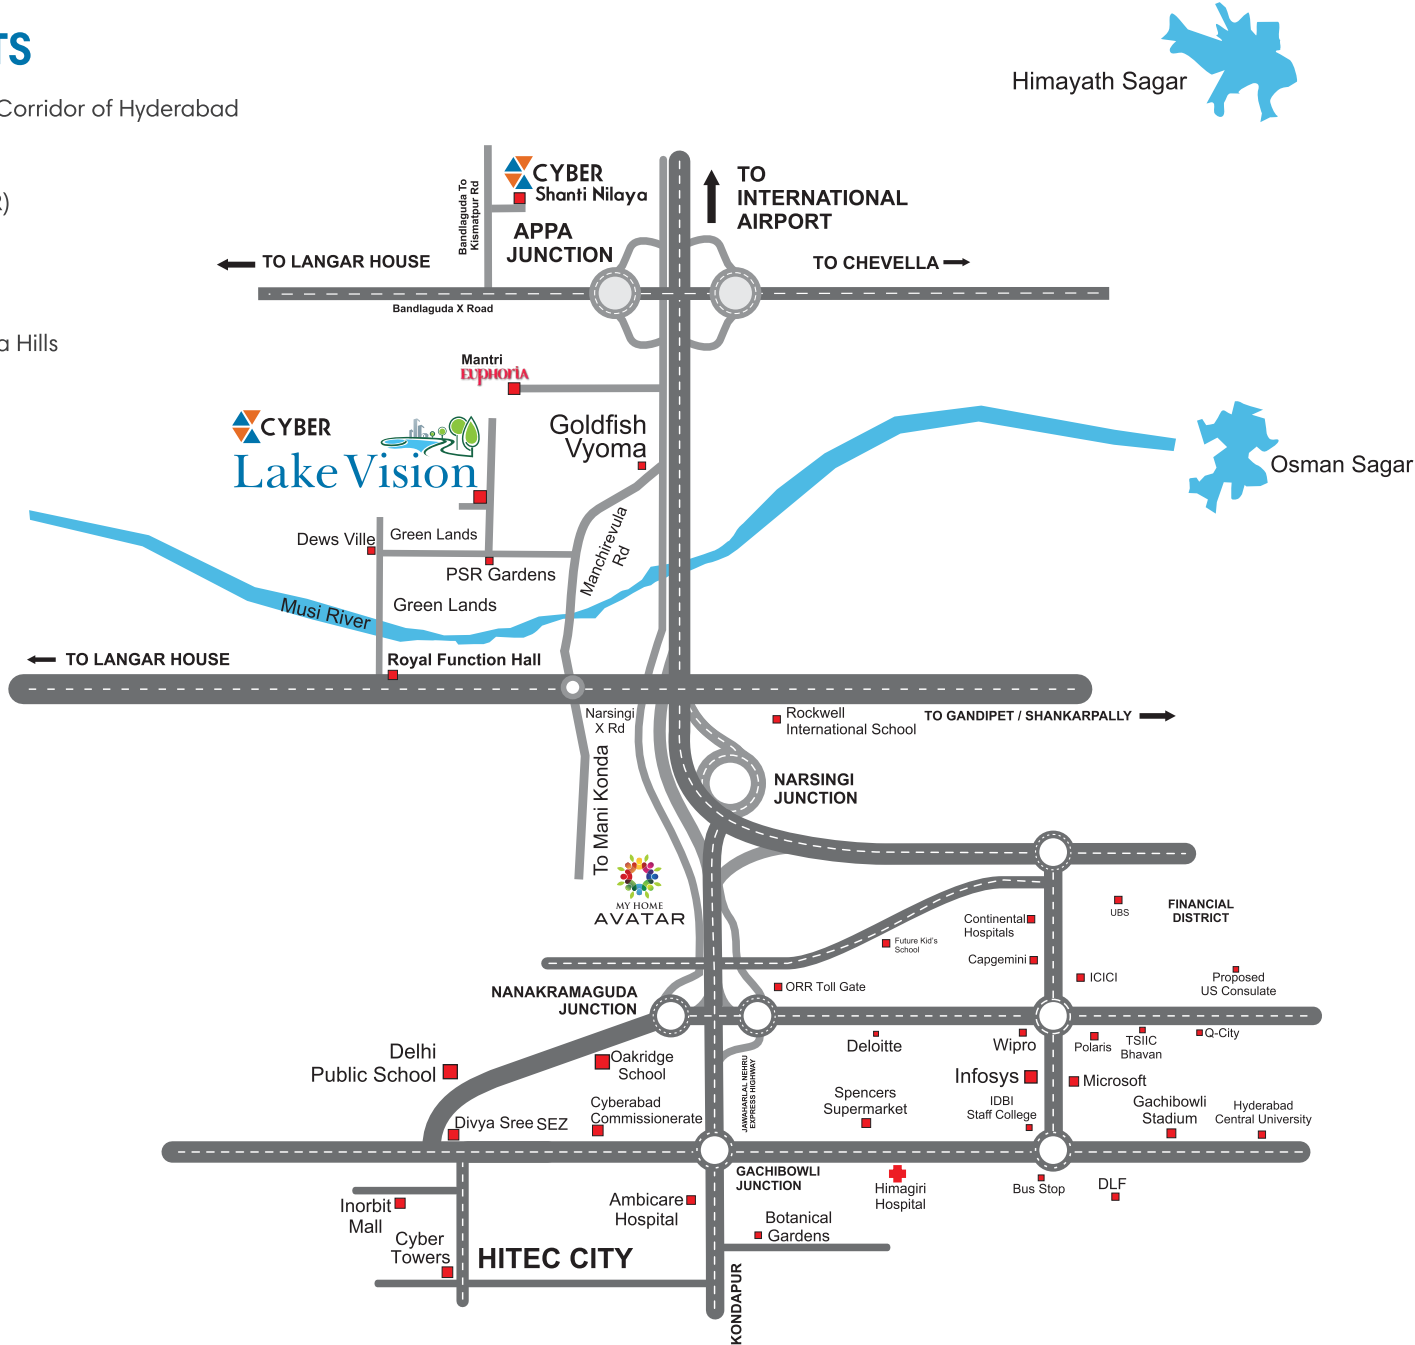 TS
Corridor of Hyderabad
R)
a Hills
Himayath Sagar
CYBER
Shanti Nilaya
Bandlaguda To
Kismatpur Rd
APPA
JUNCTION
TO
INTERNATIONAL
AIRPORT
TO LANGAR HOUSE
TO CHEVELLA
Bandlaguda X Road
Mantri
EUPHORIA
CYBER
Lake Vision
Goldfish
Vyoma
Osman Sagar
Manchirevula
Rd
Dews Ville
Green Lands
PSR Gardens
Green Lands
Musi River
TO LANGAR HOUSE
Royal Function Hall
Narsingi
X Rd
Rockwell
International School
TO GANDIPET / SHANKARPALLY
To Mani Konda
NARSINGI
JUNCTION
MY HOME
AVATAR
UBS
FINANCIAL
DISTRICT
Continental
Hospitals
Future Kid's
School
Capgemini
ICICI
Proposed
US Consulate
ORR Toll Gate
NANAKRAMAGUDA
JUNCTION
Deloitte
Wipro
Polaris
TSIIC
Bhavan
Q-City
Delhi
Public School
Oakridge
School
JAWAHARLAL NEHRU
EXPRESS HIGHWAY
Infosys
Microsoft
Spencers
Supermarket
IDBI
Staff College
Gachibowli
Stadium
Hyderabad
Central University
Cyberabad
Commissionerate
Divya Sree SEZ
GACHIBOWLI
JUNCTION
Himagiri
Hospital
Bus Stop
DLF
Inorbit
Mall
Ambicare
Hospital
Botanical
Gardens
Cyber
Towers
HITEC CITY
KONDAPUR